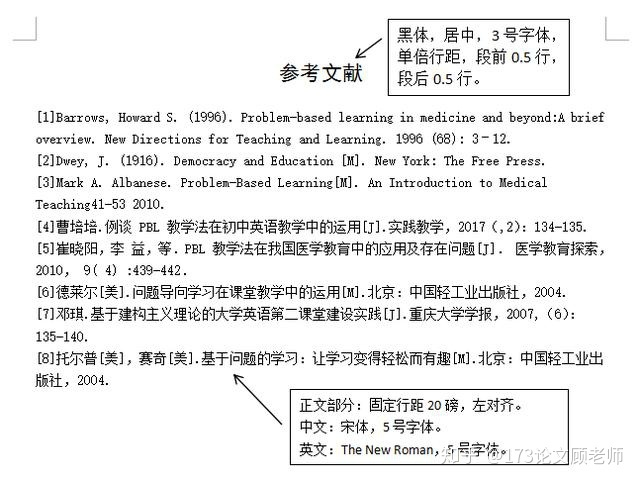 黑体，居中，3 号字体，
单倍行距，段前 0.5 行，
段后 0.5 行。
参考文献
[1]Barrows, Howard S. (1996). Problem-based learning in medicine and beyond:A brief
overview. New Directions for Teaching and Learning. 1996 (68): 3–12.
[2]Dwey, J. (1916). Democracy and Education [M]. New York: The Free Press.
[3]Mark A. Albanese. Problem-Based Learning[M]. An Introduction to Medical
Teaching41-53 2010.
[4]曹培培.例谈 PBL 教学法在初中英语教学中的运用[J].实践教学，2017（,2）：134-135.
[5]崔晓阳，李 益，等．PBL 教学法在我国医学教育中的应用及存在问题[J]． 医学教育探索，
2010， 9( 4) :439-442.
[6]德莱尔[美].问题导向学习在课堂教学中的运用[M].北京：中国轻工业出版社，2004.
[7]邓琪.基于建构主义理论的大学英语第二课堂建设实践[J].重庆大学学报，2007,（6）：
135-140.
[8]托尔普[美]，赛奇[美].基于问题的学习：让学习变得轻松而有趣[M].北京：中国轻工业出
版社，2004.
正文部分：固定行距 20 磅，左对齐。
中文：宋体，5 号字体。
英文：The New Roman，5 号字体。
知乎 @173论文顾老师